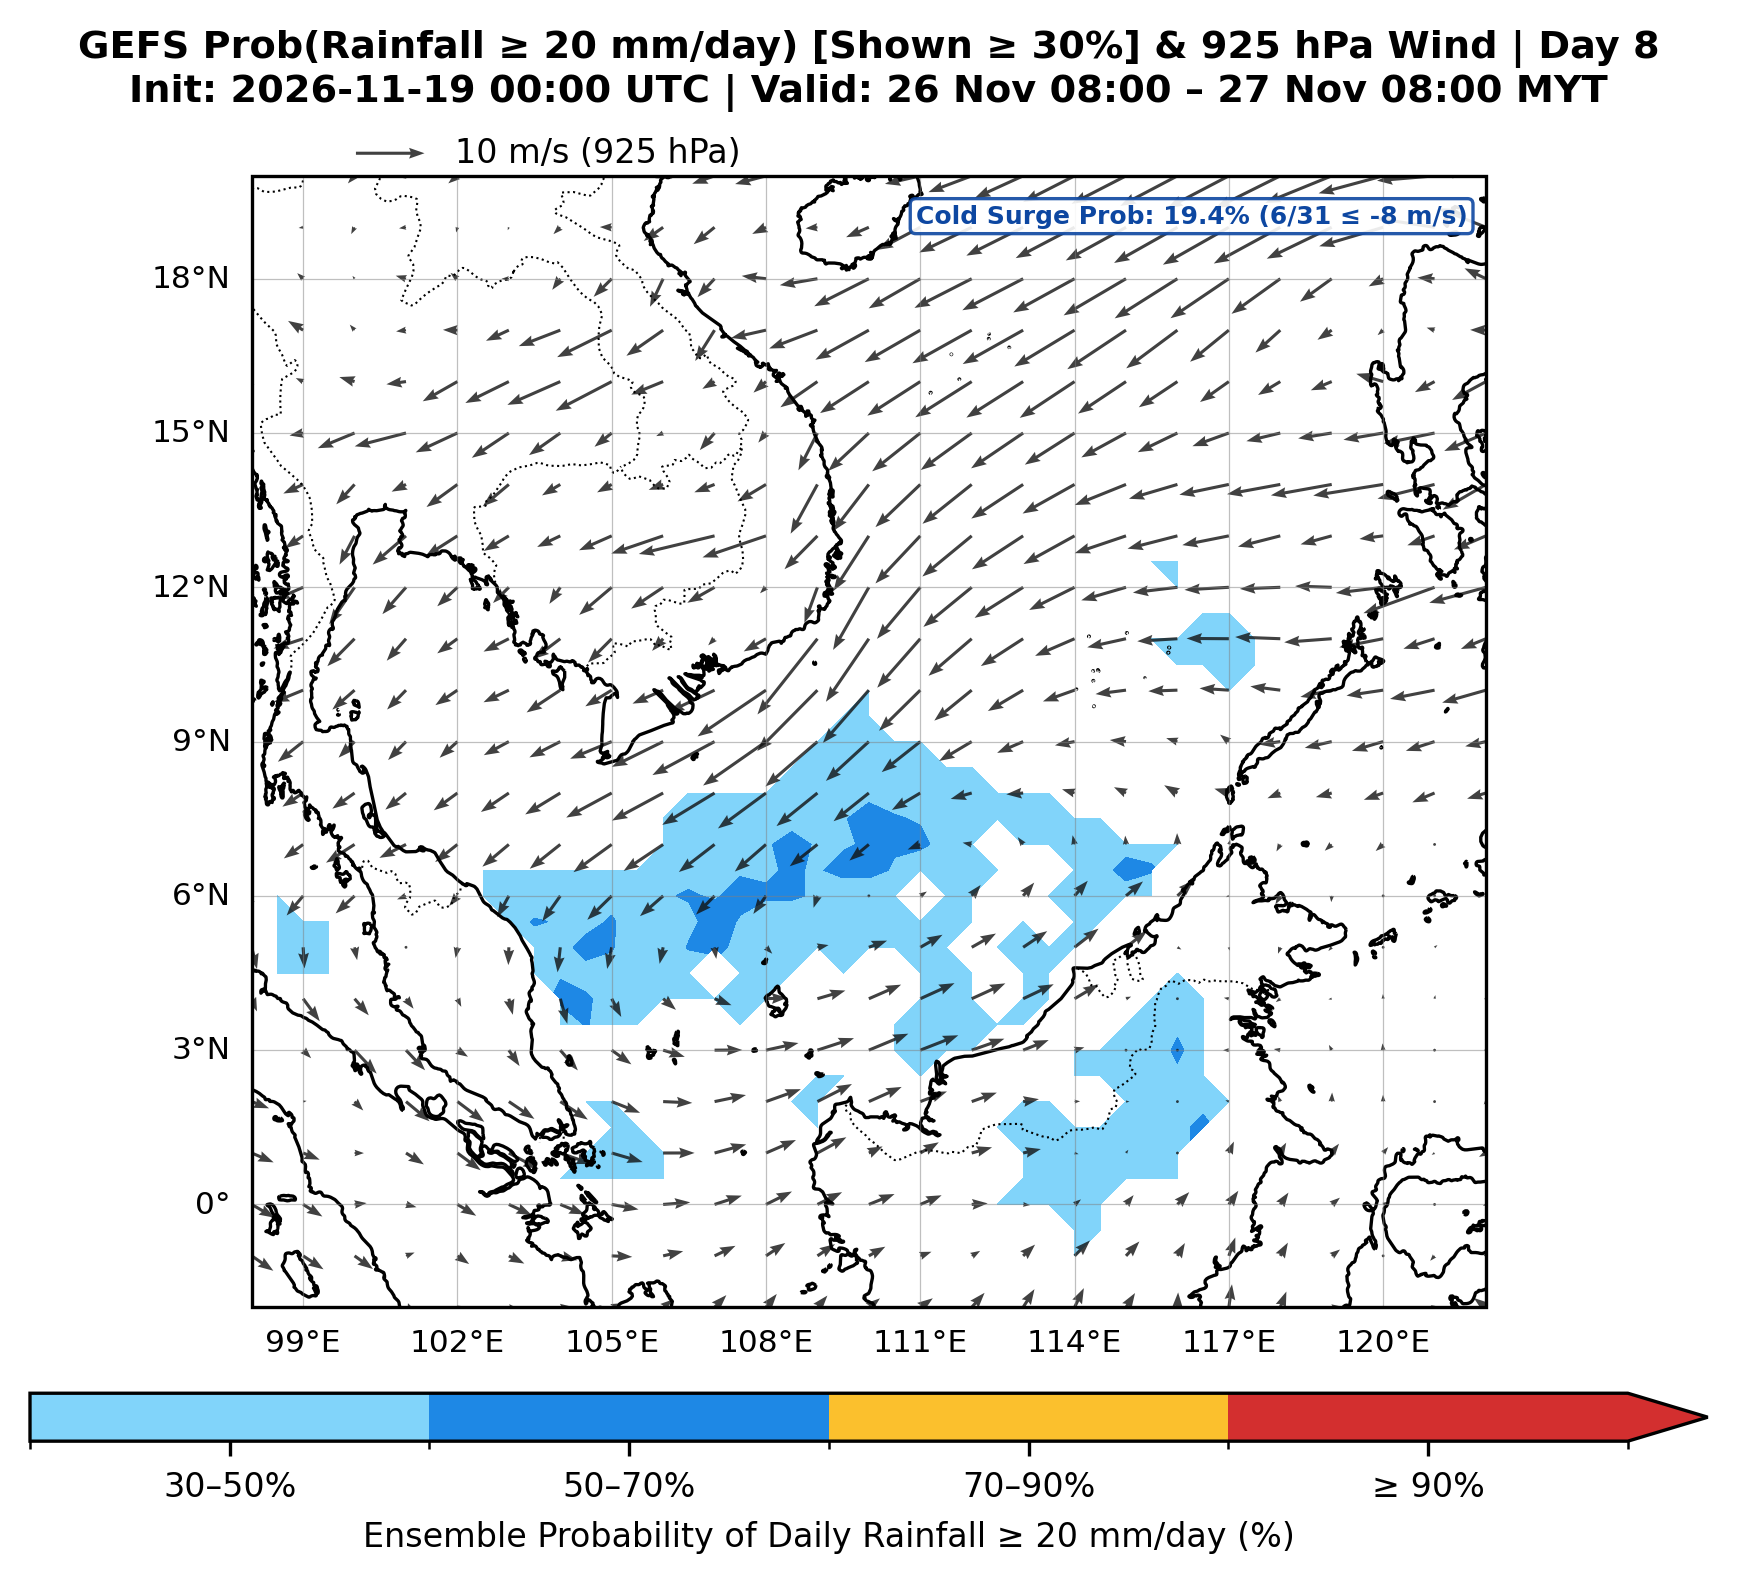 GEFS Prob(Rainfall ≥ 20 mm/day) [Shown ≥ 30%] & 925 hPa Wind | Day 8
Init: 2026-11-19 00:00 UTC | Valid: 26 Nov 08:00 – 27 Nov 08:00 MYT
10 m/s (925 hPa)
Cold Surge Prob: 19.4% (6/31 ≤ -8 m/s)
18°N
15°N
12°N
9°N
6°N
3°N
0°
99°E 102°E 105°E 108°E 111°E 114°E 117°E 120°E
30–50% 50–70% 70–90% ≥ 90%
Ensemble Probability of Daily Rainfall ≥ 20 mm/day (%)